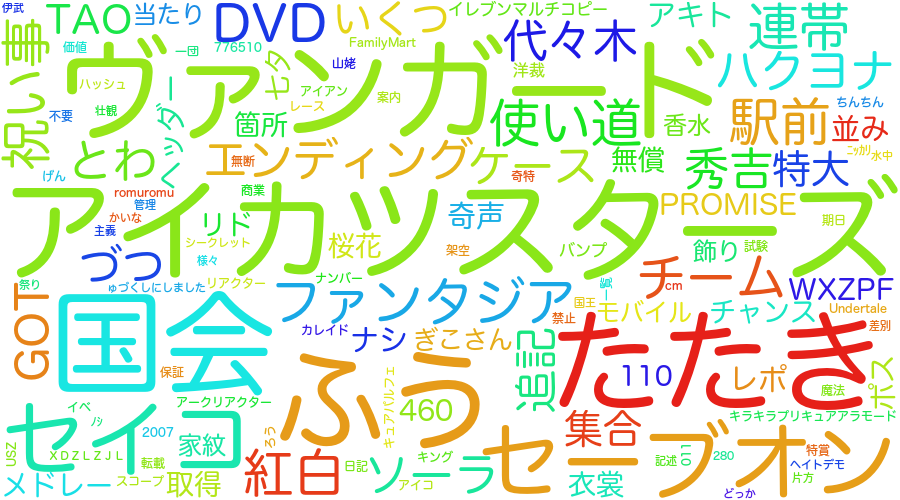 伊武
TAO
当たり
DVD
いくつ
イレブンマルチコピー
アキト
連帯
祝い事
価値
一団
776510
FamilyMart
代々木
ハクヨナ
ヴァンガード
ハッシュ
ヘッダー
七夕
山姥
アイアン
洋裁
レース
案内
壮観
不要
箇所
使い道
香水
駅前
ちんちん
並み
とわ
エンディング
ケース
無償
秀吉
特大
ニッカリ
水中
げん
無断
奇特
romuromu
管理
商業
アイカツスターズ
かいな
主義
リド
奇声
PROMISE
期日
づつ
シークレット
様々
桜花
架空
バンプ
飾り
試験
祭り
リアクター
ナンバー
チーム
cm
WXZPF
ゅづくしにしました
ファンタジア
一覧
国王
モバイル
チャンス
Undertale
GOT
国会
カレイド
ナシ
ぎこさん
禁止
差別
たたき
ふう
追記
110
レポ
ポス
保証
魔法
アークリアクター
キュアパルフェ
460
キラキラプリキュアアラモード
セイコ
イベ
ﾉｼ
2007
家紋
ろう
集合
セーブオン
USZ
XDZLZJL
転載
紅白
日記
キング
ソーラ
記述
011
280
特賞
ヘイトデモ
メドレー
スコープ
取得
アイコ
衣裳
片方
どっか